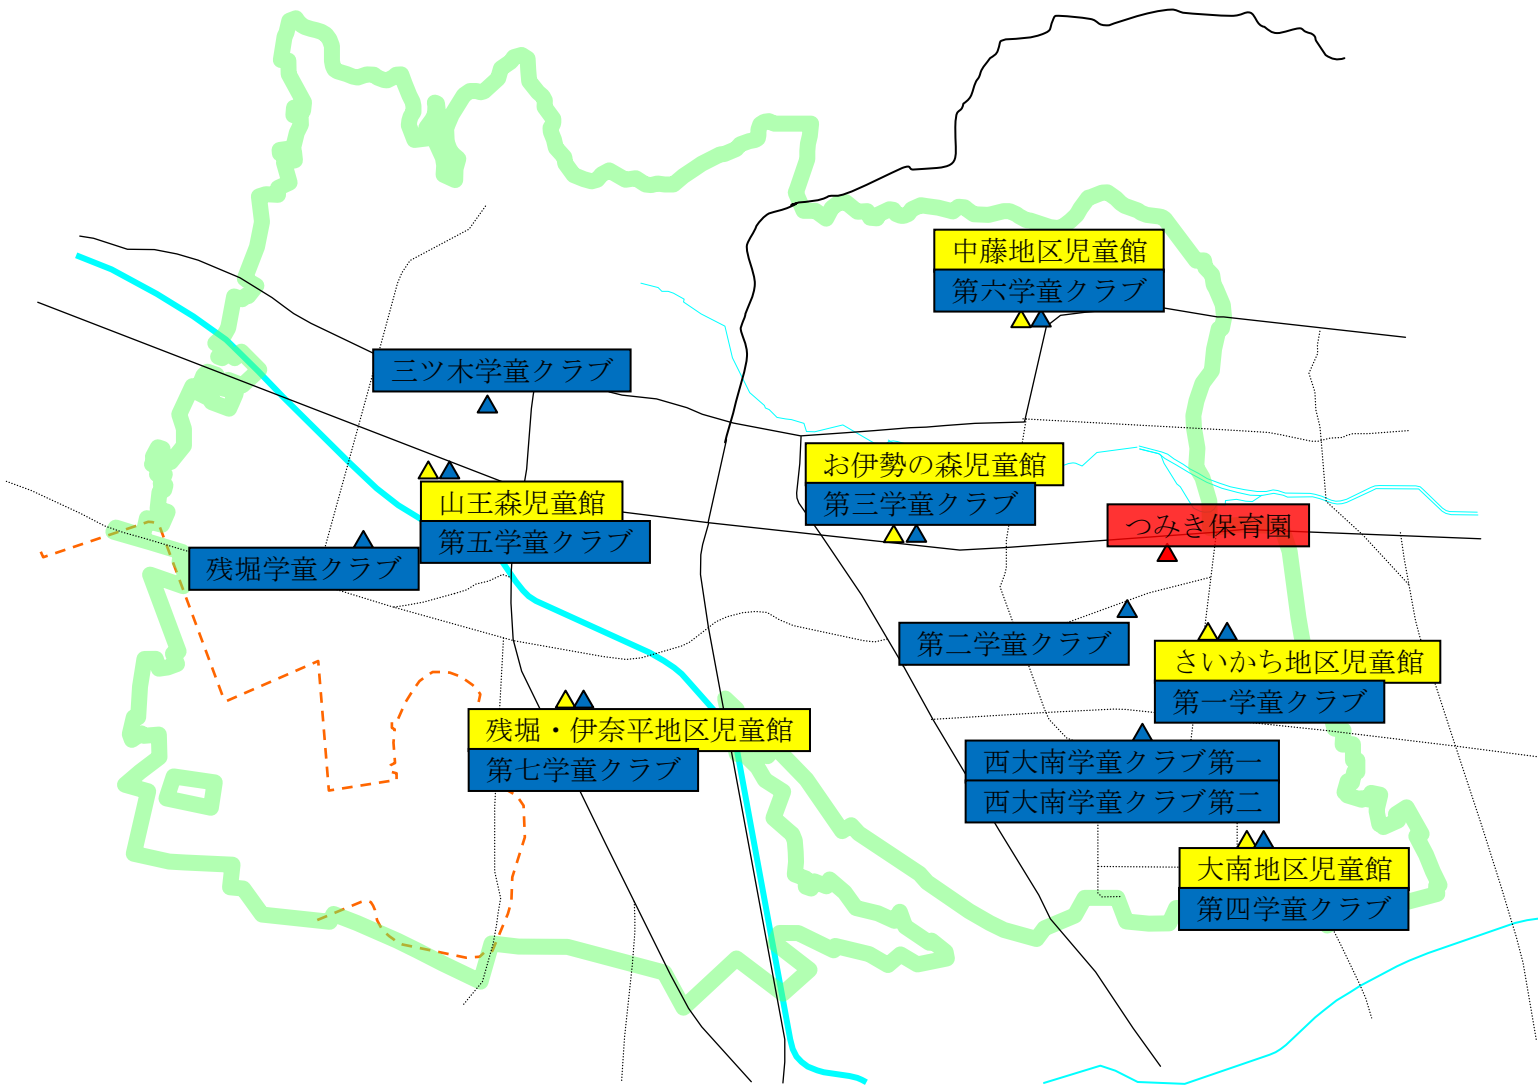 中藤地区児童館
第六学童クラブ
三ツ木学童クラブ
お伊勢の森児童館
第三学童クラブ
山王森児童館
第五学童クラブ
つみき保育園
残堀学童クラブ
第二学童クラブ
さいかち地区児童館
第一学童クラブ
残堀・伊奈平地区児童館
第七学童クラブ
西大南学童クラブ第一
西大南学童クラブ第二
大南地区児童館
第四学童クラブ